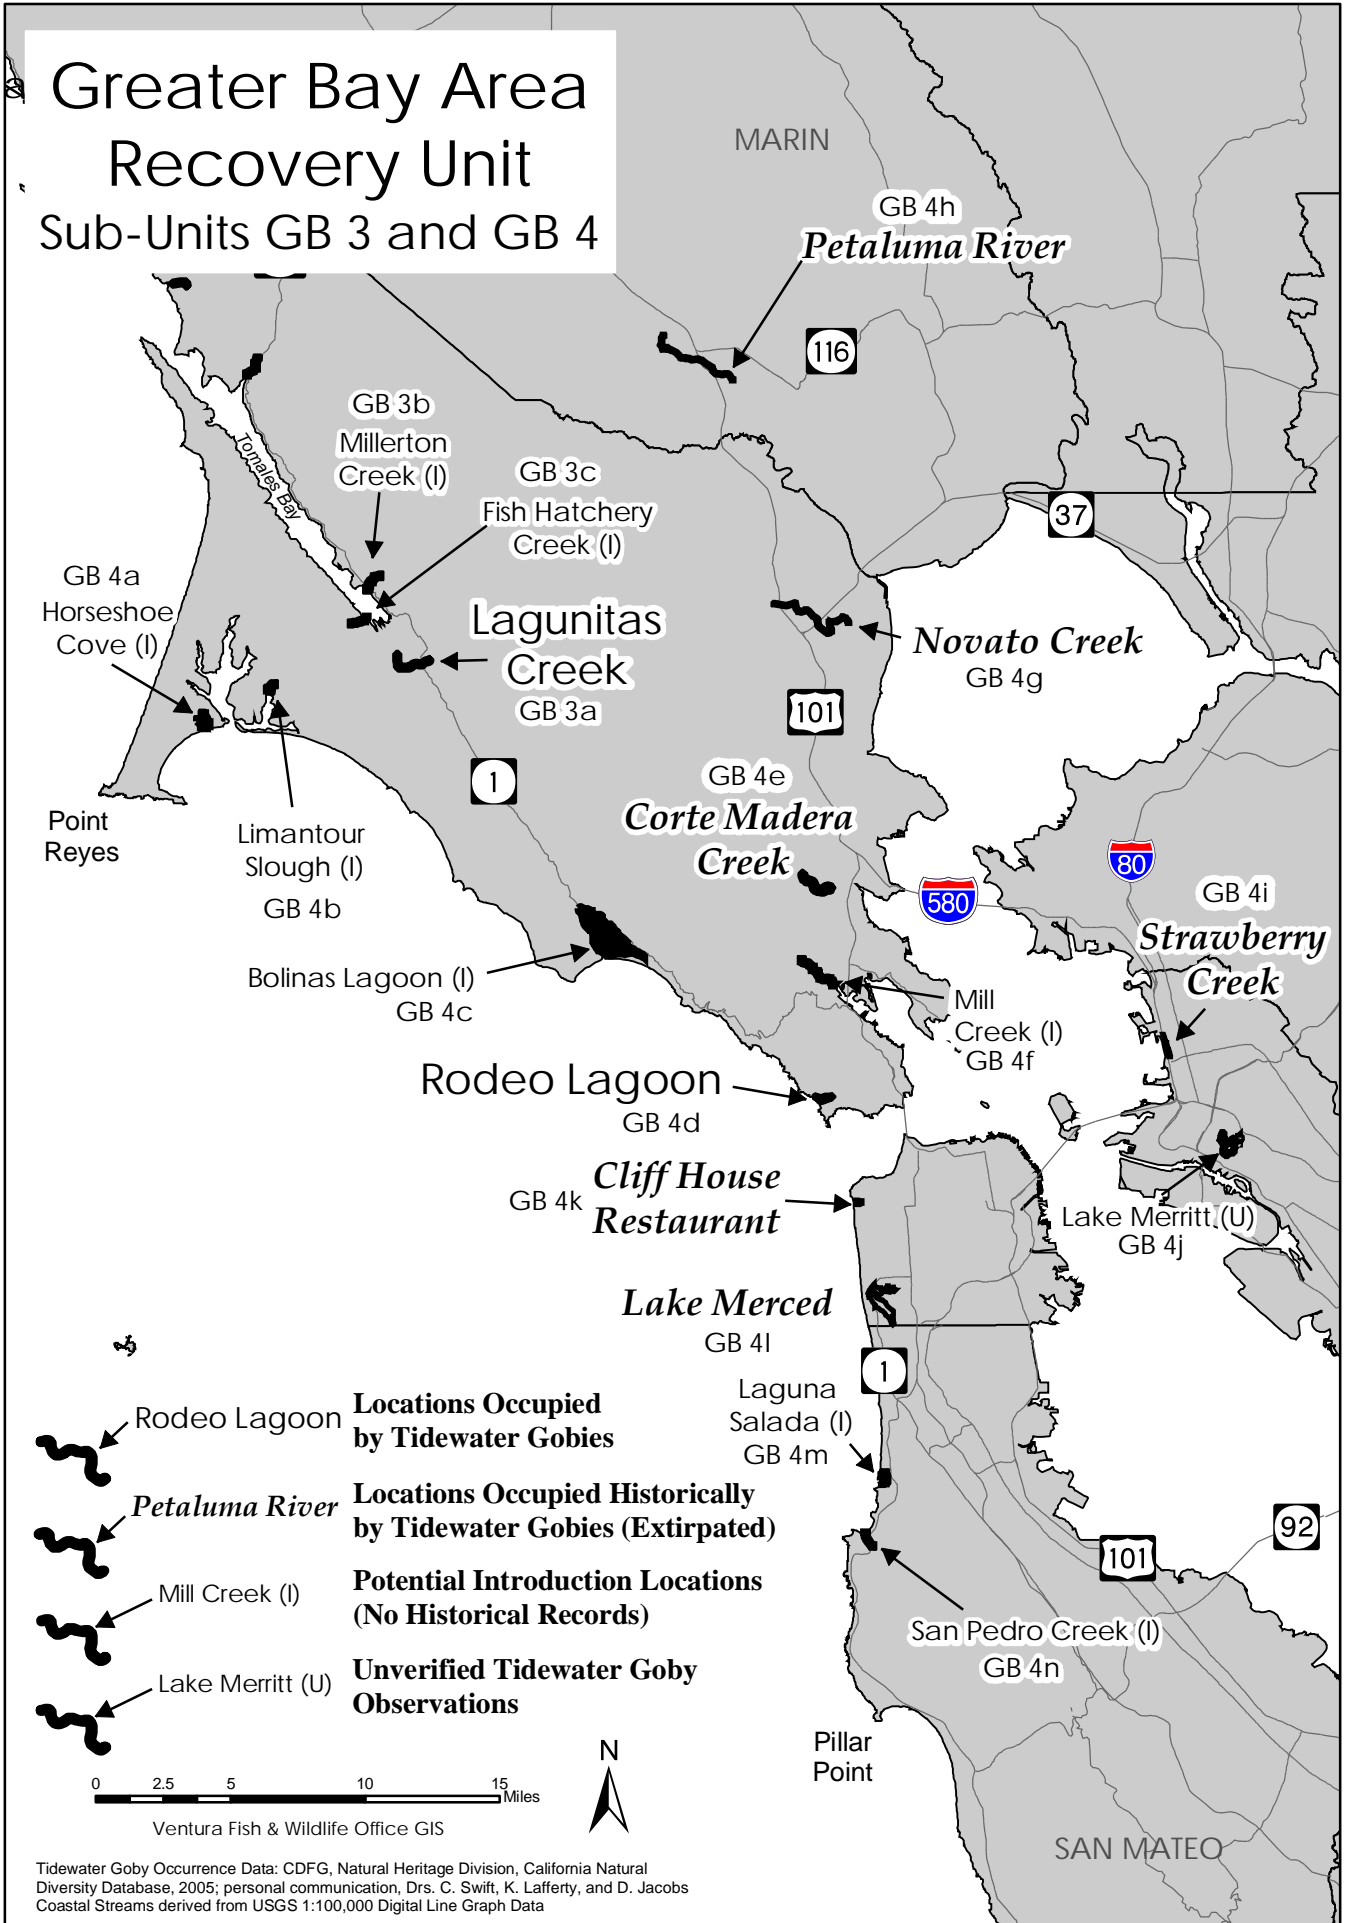 Greater Bay Area
Recovery Unit
Sub-Units GB 3 and GB 4
MARIN
GB 4h
Petaluma River
116
GB 3b
Millerton
Creek (I)
GB 3c
Fish Hatchery
Creek (I)
Tomales Bay
37
GB 4a
Horseshoe
Cove (I)
Lagunitas
Creek
GB 3a
Novato Creek
GB 4g
101
1
GB 4e
Corte Madera
Creek
Point
Reyes
Limantour
Slough (I)
GB 4b
80
580
GB 4i
Strawberry
Creek
Bolinas Lagoon (I)
GB 4c
Mill
Creek (I)
GB 4f
Rodeo Lagoon
GB 4d
Cliff House
Restaurant
GB 4k
Lake Merritt (U)
GB 4j
Lake Merced
GB 4l
1
Laguna
Salada (I)
GB 4m
92
101
San Pedro Creek (I)
GB 4n
Pillar
Point
SAN MATEO
Rodeo Lagoon
Locations Occupied
by Tidewater Gobies
Petaluma River
Locations Occupied Historically
by Tidewater Gobies (Extirpated)
Mill Creek (I)
Potential Introduction Locations
(No Historical Records)
Lake Merritt (U)
Unverified Tidewater Goby
Observations
N
0 2.5 5 10 15
Miles
Ventura Fish & Wildlife Office GIS
Tidewater Goby Occurrence Data: CDFG, Natural Heritage Division, California Natural
Diversity Database, 2005; personal communication, Drs. C. Swift, K. Lafferty, and D. Jacobs
Coastal Streams derived from USGS 1:100,000 Digital Line Graph Data